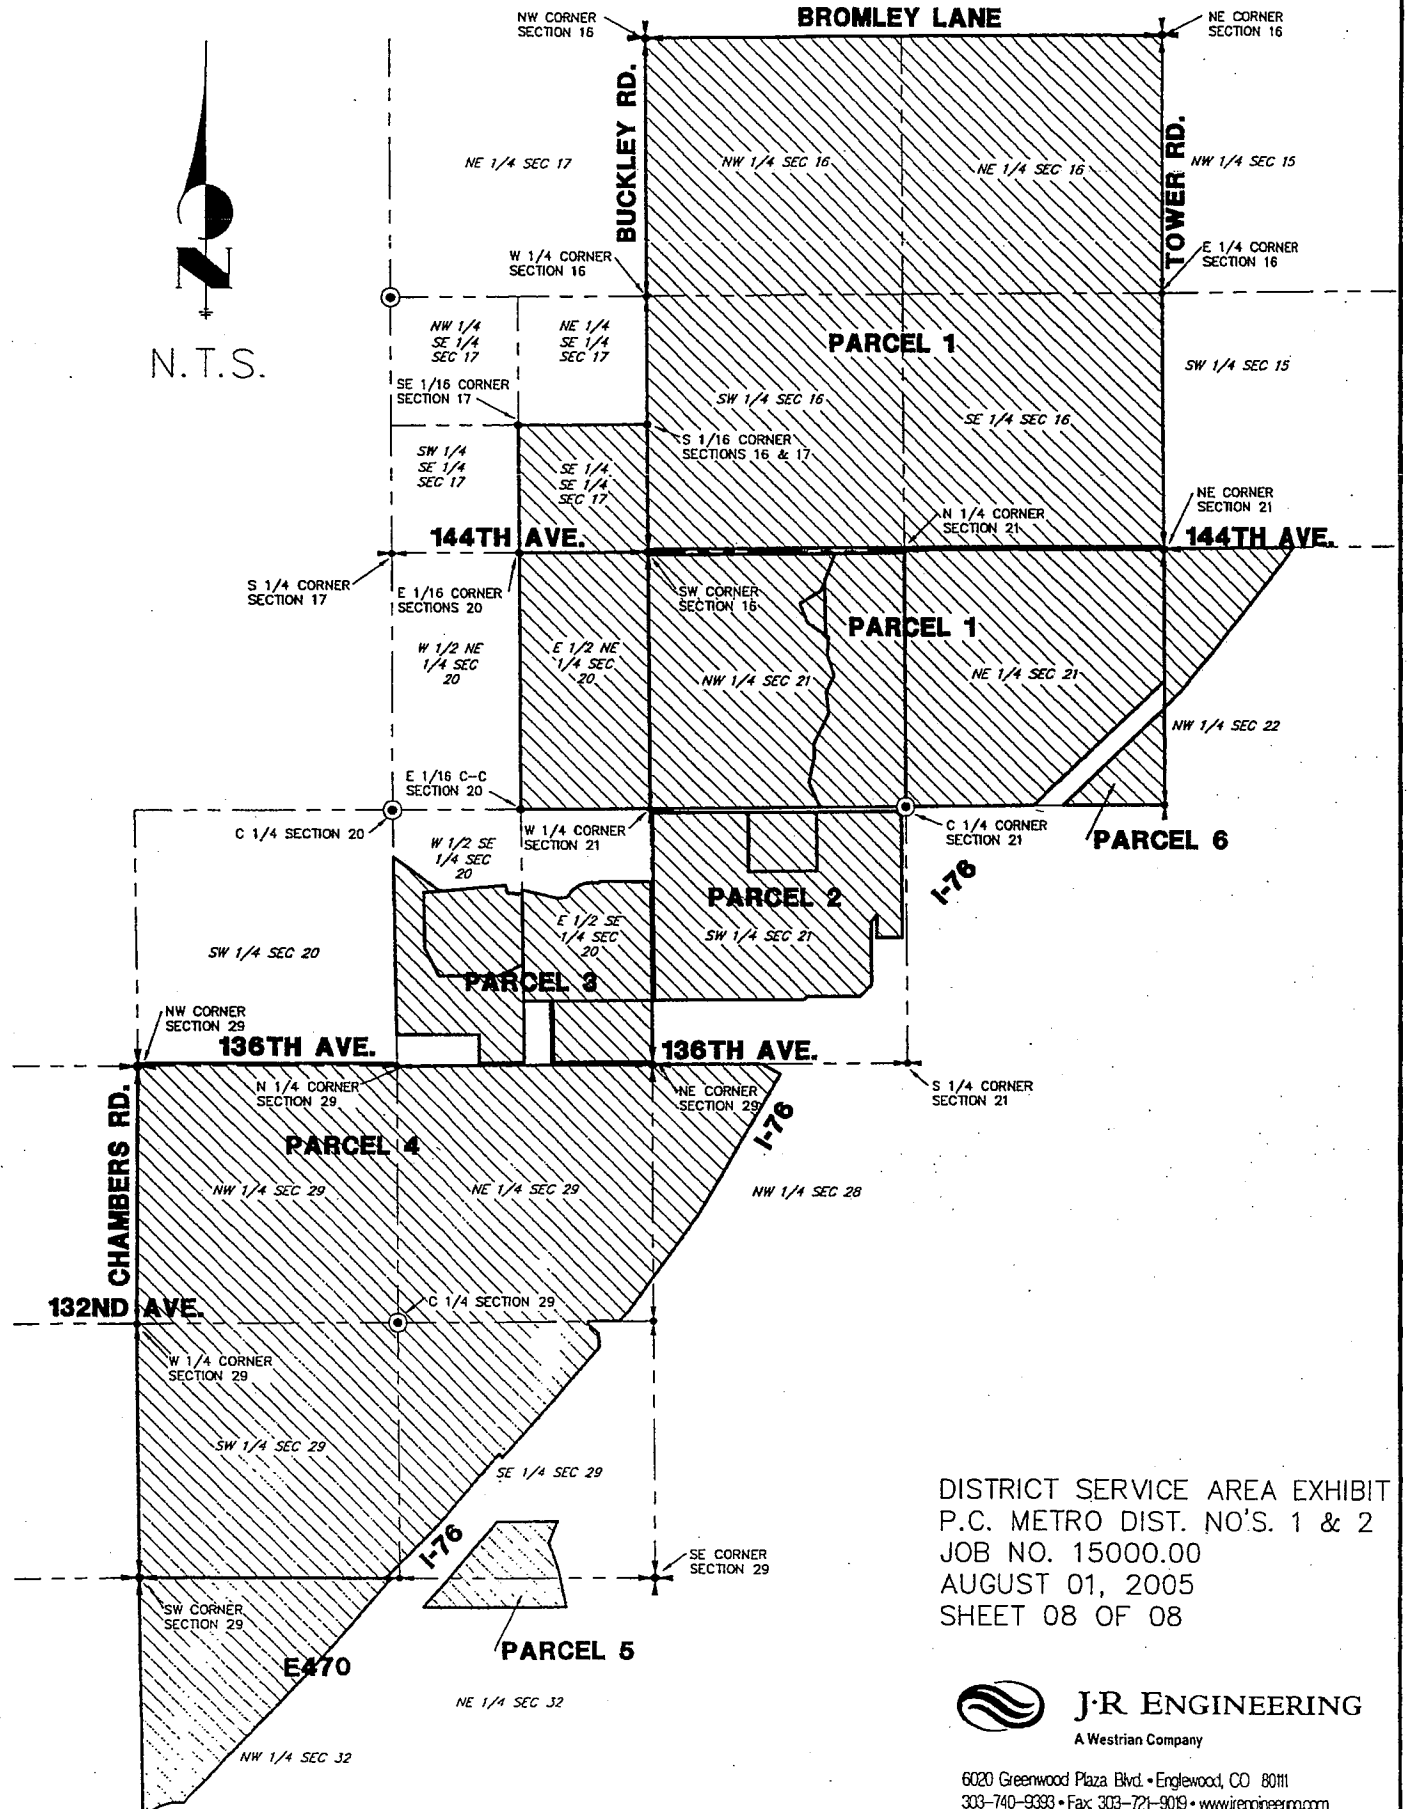 NW CORNER
SECTION 16
BROMLEY LANE
NE CORNER
SECTION 16
BUCKLEY RD.
TOWER RD.
NE 1/4 SEC 17
NW 1/4 SEC 16
NE 1/4 SEC 16
NW 1/4 SEC 15
N
N.T.S.
W 1/4 CORNER
SECTION 16
E 1/4 CORNER
SECTION 16
NW 1/4
SE 1/4
SEC 17
NE 1/4
SE 1/4
SEC 17
PARCEL 1
SW 1/4 SEC 15
SE 1/16 CORNER
SECTION 17
SW 1/4 SEC 16
SE 1/4 SEC 16
S 1/16 CORNER
SECTIONS 16 & 17
SW 1/4
SE 1/4
SEC 17
SE 1/4
SE 1/4
SEC 17
NE CORNER
SECTION 21
N 1/4 CORNER
SECTION 21
144TH AVE.
144TH AVE.
S 1/4 CORNER
SECTION 17
E 1/16 CORNER
SECTIONS 20
SW CORNER
SECTION 16
PARCEL 1
W 1/2 NE
1/4 SEC
20
E 1/2 NE
1/4 SEC
20
NW 1/4 SEC 21
NE 1/4 SEC 21
NW 1/4 SEC 22
E 1/16 C-C
SECTION 20
C 1/4 SECTION 20
W 1/2 SE
1/4 SEC
20
W 1/4 CORNER
SECTION 21
C 1/4 CORNER
SECTION 21
PARCEL 6
I-76
PARCEL 2
E 1/2 SE
1/4 SEC
20
SW 1/4 SEC 21
SW 1/4 SEC 20
PARCEL 3
NW CORNER
SECTION 29
136TH AVE.
136TH AVE.
N 1/4 CORNER
SECTION 29
NE CORNER
SECTION 29
S 1/4 CORNER
SECTION 21
I-76
CHAMBERS RD.
PARCEL 4
NW 1/4 SEC 29
NE 1/4 SEC 29
NW 1/4 SEC 28
132ND AVE.
C 1/4 SECTION 29
W 1/4 CORNER
SECTION 29
SW 1/4 SEC 29
SE 1/4 SEC 29
I-76
SE CORNER
SECTION 29
SW CORNER
SECTION 29
PARCEL 5
E470
NE 1/4 SEC 32
NW 1/4 SEC 32
DISTRICT SERVICE AREA EXHIBIT
P.C. METRO DIST. NO'S. 1 & 2
JOB NO. 15000.00
AUGUST 01, 2005
SHEET 08 OF 08
J·R ENGINEERING
A Westrian Company
6020 Greenwood Plaza Blvd. • Englewood, CO 80111
303-740-9393 • Fax 303-721-9019 • www.jrengineering.com